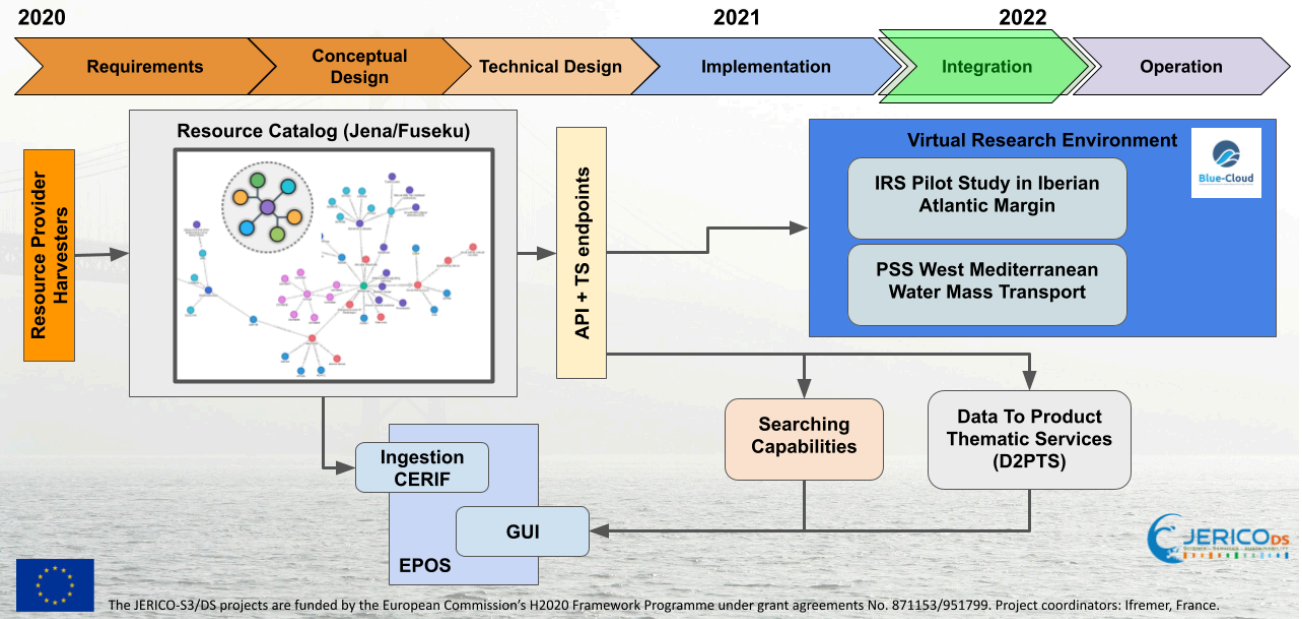 2020
2021
2022
Requirements
Conceptual
Design
Technical Design
Implementation
Integration
Operation
Resource Provider
Harvesters
Resource Catalog (Jena/Fuseku)
API + TS endpoints
Virtual Research Environment
Blue-Cloud
IRS Pilot Study in Iberian
Atlantic Margin
PSS West Mediterranean
Water Mass Transport
Searching
Capabilities
Data To Product
Thematic Services
(D2PTS)
Ingestion
CERIF
GUI
EPOS
JERICO DS
The JERICO-S3/DS projects are funded by the European Commission's H2020 Framework Programme under grant agreements No. 871153/951799. Project coordinators: Ifremer, France.